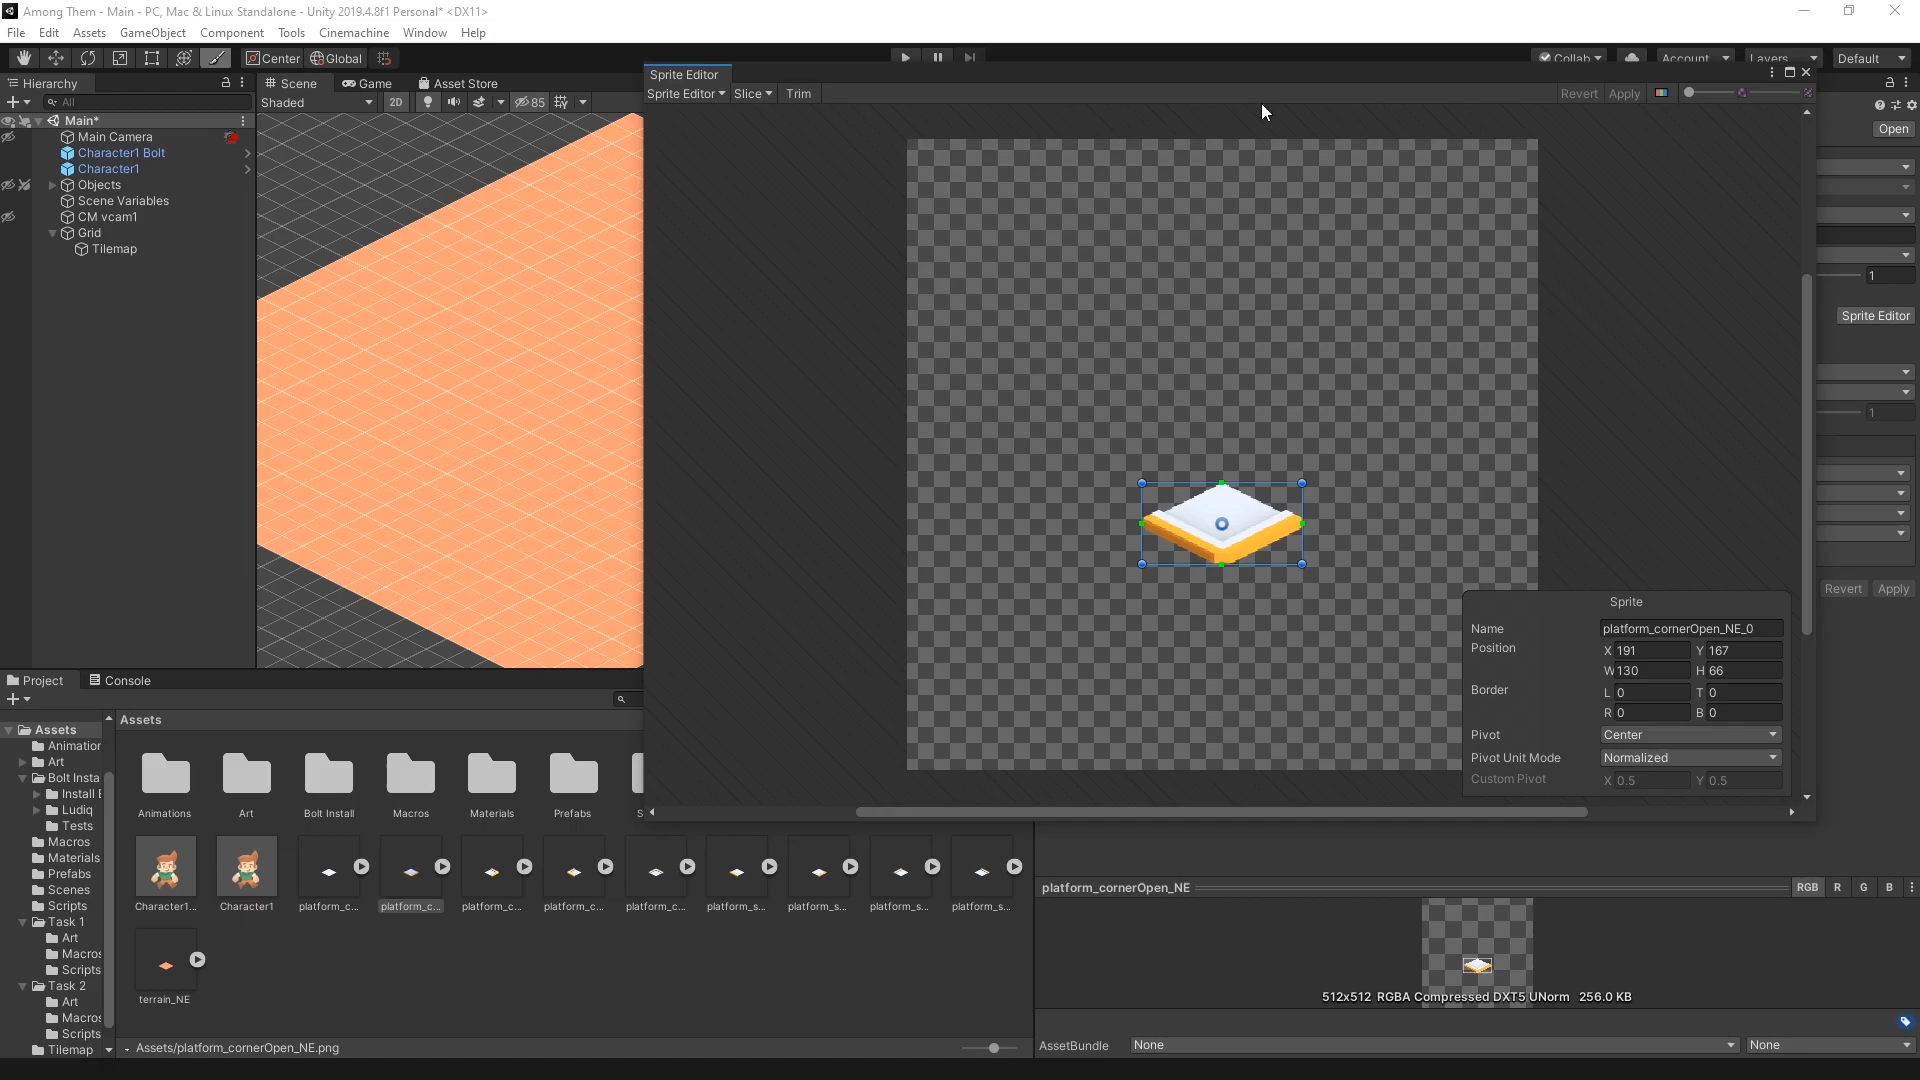 Among Them - Main - PC, Mac & Linux Standalone - Unity 2019.4.8f1 Personal* <DX11>
File Edit Assets GameObject Component Tools Cinemachine Window Help
Center Global
Collab Account Layers Default
Hierarchy
Scene Game Asset Store
Sprite Editor
All
Shaded 2D 85
Sprite Editor Slice Trim
Revert Apply
Main*
Main Camera
Character1 Bolt
Character1
Objects
Scene Variables
CM vcam1
Grid
Tilemap
Open
1
Sprite Editor
1
Revert Apply
Sprite
Name platform_cornerOpen_NE_0
Position X 191 Y 167
W 130 H 66
Border L 0 T 0
R 0 B 0
Pivot Center
Pivot Unit Mode Normalized
Custom Pivot X 0.5 Y 0.5
Project Console
Assets
Animation
Art
Bolt Insta
Install E
Ludiq
Tests
Macros
Materials
Prefabs
Scenes
Scripts
Task 1
Art
Macros
Scripts
Task 2
Art
Macros
Scripts
Tilemap
Assets
Animations Art Bolt Install Macros Materials Prefabs S
Character1... Character1 platform_c... platform_c... platform_c... platform_c... platform_c... platform_s... platform_s... platform_s... platform_s...
terrain_NE
Assets/platform_cornerOpen_NE.png
platform_cornerOpen_NE RGB R G B
512x512 RGBA Compressed DXT5 UNorm 256.0 KB
AssetBundle None None